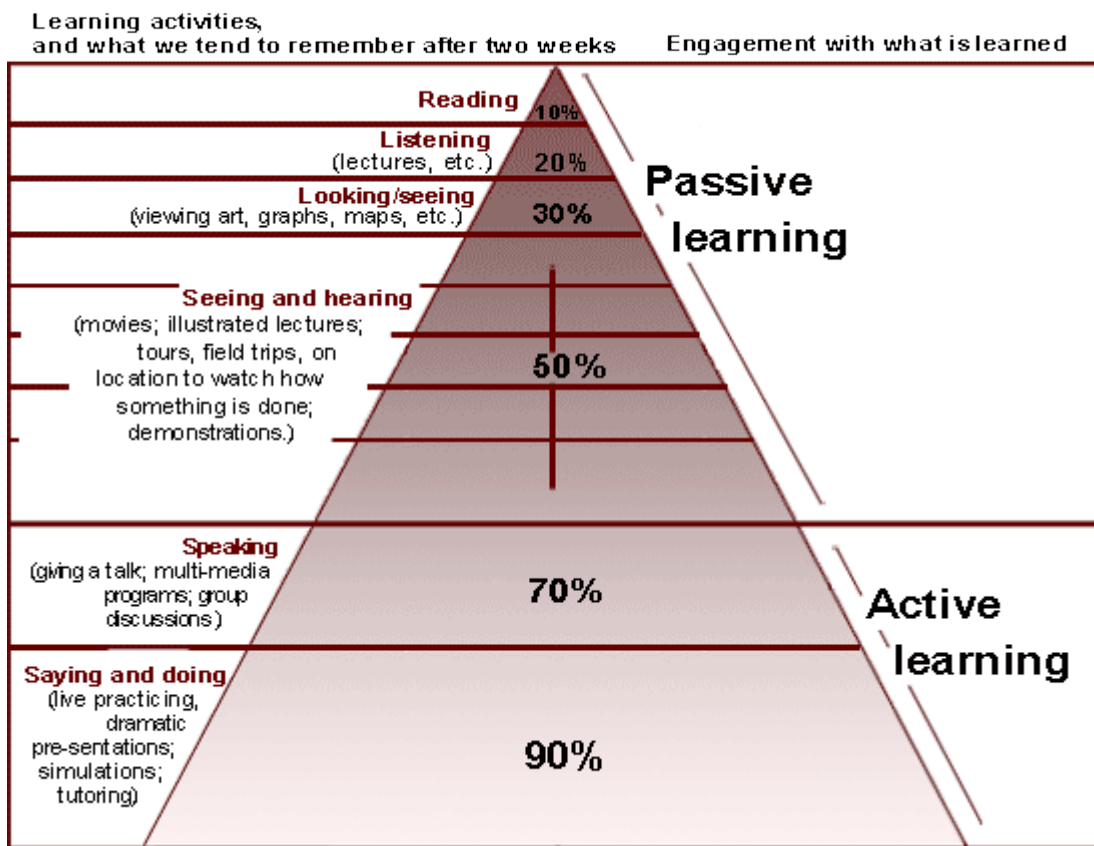 Learning activities,
and what we tend to remember after two weeks
Engagement with what is learned
Reading
10%
Listening
(lectures, etc.)
20%
Looking/seeing
(viewing art, graphs, maps, etc.)
30%
Passive
learning
Seeing and hearing
(movies; illustrated lectures;
tours, field trips, on
location to watch how
something is done;
demonstrations.)
50%
Speaking
(giving a talk; multi-media
programs; group
discussions)
70%
Active
learning
Saying and doing
(live practicing,
dramatic
pre-sentations;
simulations;
tutoring)
90%